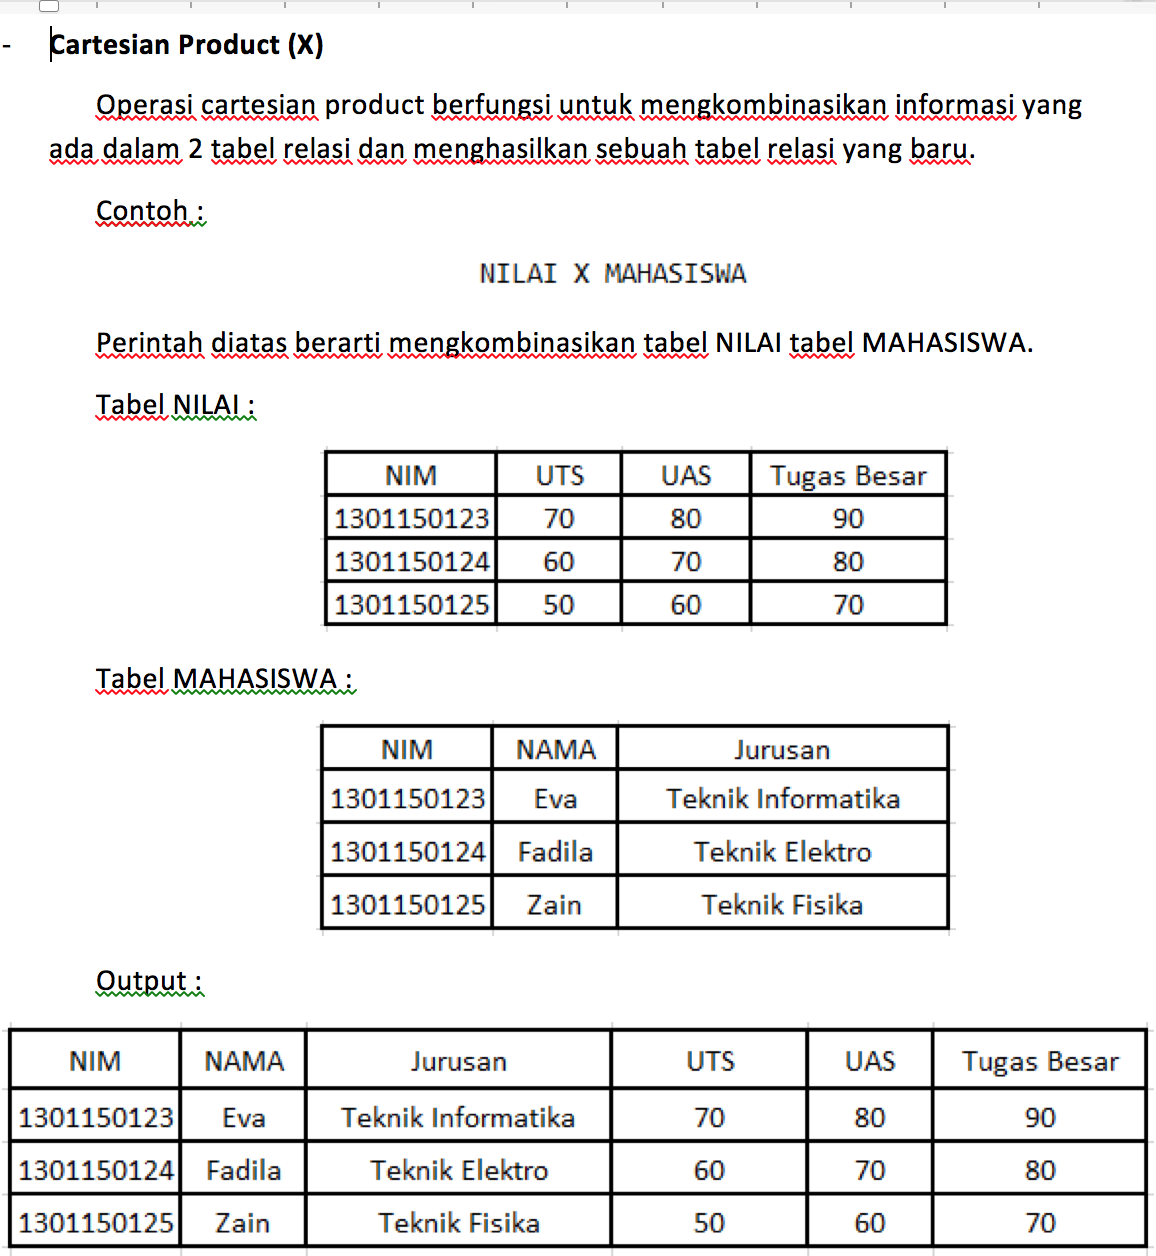 - Cartesian Product (X)
Operasi cartesian product berfungsi untuk mengkombinasikan informasi yang
ada dalam 2 tabel relasi dan menghasilkan sebuah tabel relasi yang baru.
Contoh :
NILAI X MAHASISWA
Perintah diatas berarti mengkombinasikan tabel NILAI tabel MAHASISWA.
Tabel NILAI :
NIM UTS UAS Tugas Besar
1301150123 70 80 90
1301150124 60 70 80
1301150125 50 60 70
Tabel MAHASISWA :
NIM NAMA Jurusan
1301150123 Eva Teknik Informatika
1301150124 Fadila Teknik Elektro
1301150125 Zain Teknik Fisika
Output :
NIM NAMA Jurusan UTS UAS Tugas Besar
1301150123 Eva Teknik Informatika 70 80 90
1301150124 Fadila Teknik Elektro 60 70 80
1301150125 Zain Teknik Fisika 50 60 70